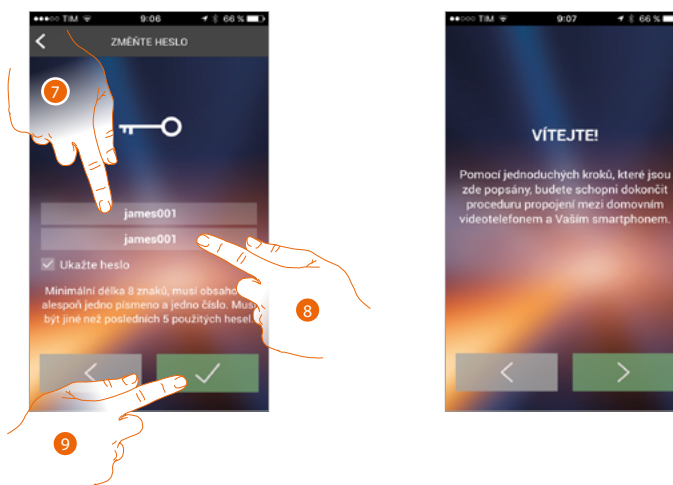 TIM 9:06 66 %
ZMĚŇTE HESLO
7
james001
james001
Ukažte heslo
Minimální délka 8 znaků, musí
alespoň jedno písmeno a jedno číslo.
být jiné než posledních 5 použitých hesel
8
9
TIM 9:07 66 %
VÍTEJTE!
Pomocí jednoduchých kroků, které jsou
zde popsány, budete schopni dokončit
proceduru propojení mezi domovním
videotelefonem a Vaším smartphonem.